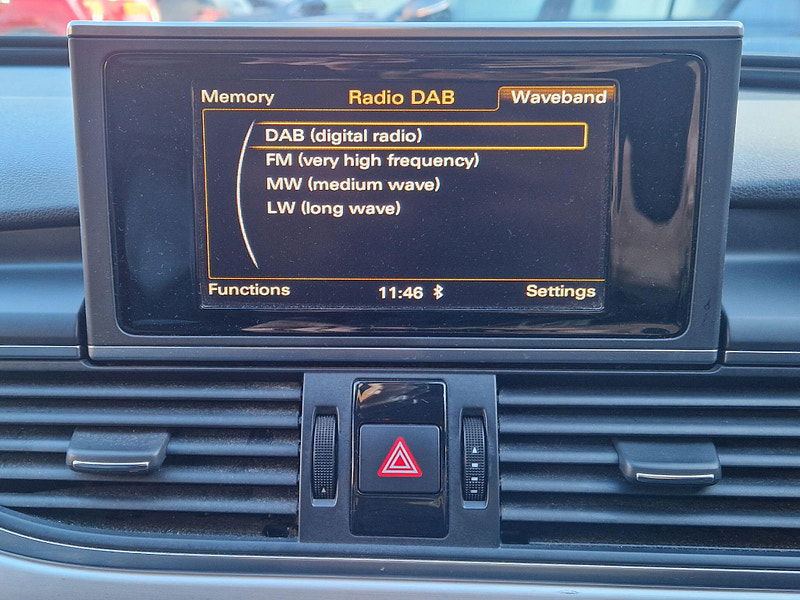 Memory Radio DAB Waveband
DAB (digital radio)
FM (very high frequency)
MW (medium wave)
LW (long wave)
Functions 11:46 Settings